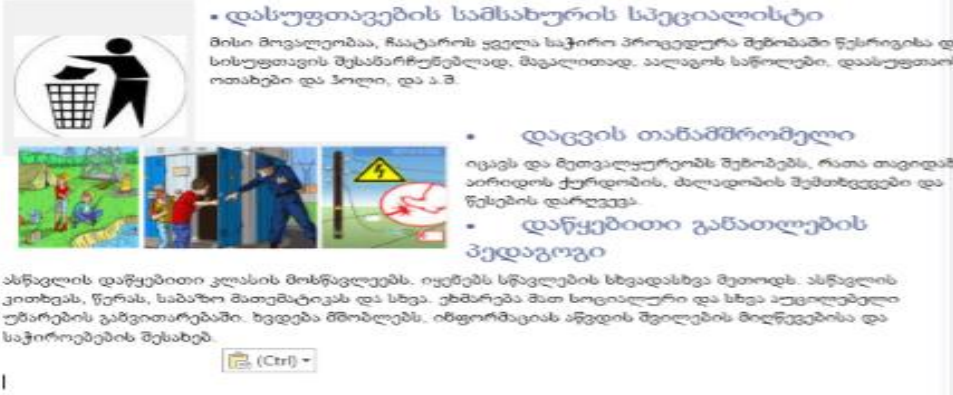 • დასუფთავების სამსახურის სპეციალისტი
მისი მოვალეობაა, ჩაატაროს ყველა საჭირო პროცედურა შენობაში წესრიგისა დ
სისუფთავის შესანარჩუნებლად, მაგალითად, აალაგოს საწოლები, დაასუფთაო
ოთახები და ჰოლი, და ა.შ.
• დაცვის თანამშრომელი
იცავს და მეთვალყურეობს შენობებს, რათა თავიდან
აირიდოს ქურდობის, ძალადობის შემთხვევები და
წესების დარღვევა.
• დაწყებითი განათლების
პედაგოგი
ასწავლის დაწყებითი კლასის მოსწავლეებს. იყენებს სწავლების სხვადასხვა მეთოდს. ასწავლის
კითხვას, წერას, საბაზო მათემატიკას და სხვა. ეხმარება მათ სოციალური და სხვა აუცილებელი
უნარების განვითარებაში. ხვდება მშობლებს, ინფორმაციას აწვდის შვილების მიღწევებისა და
საჭიროებების შესახებ.
(Ctrl)